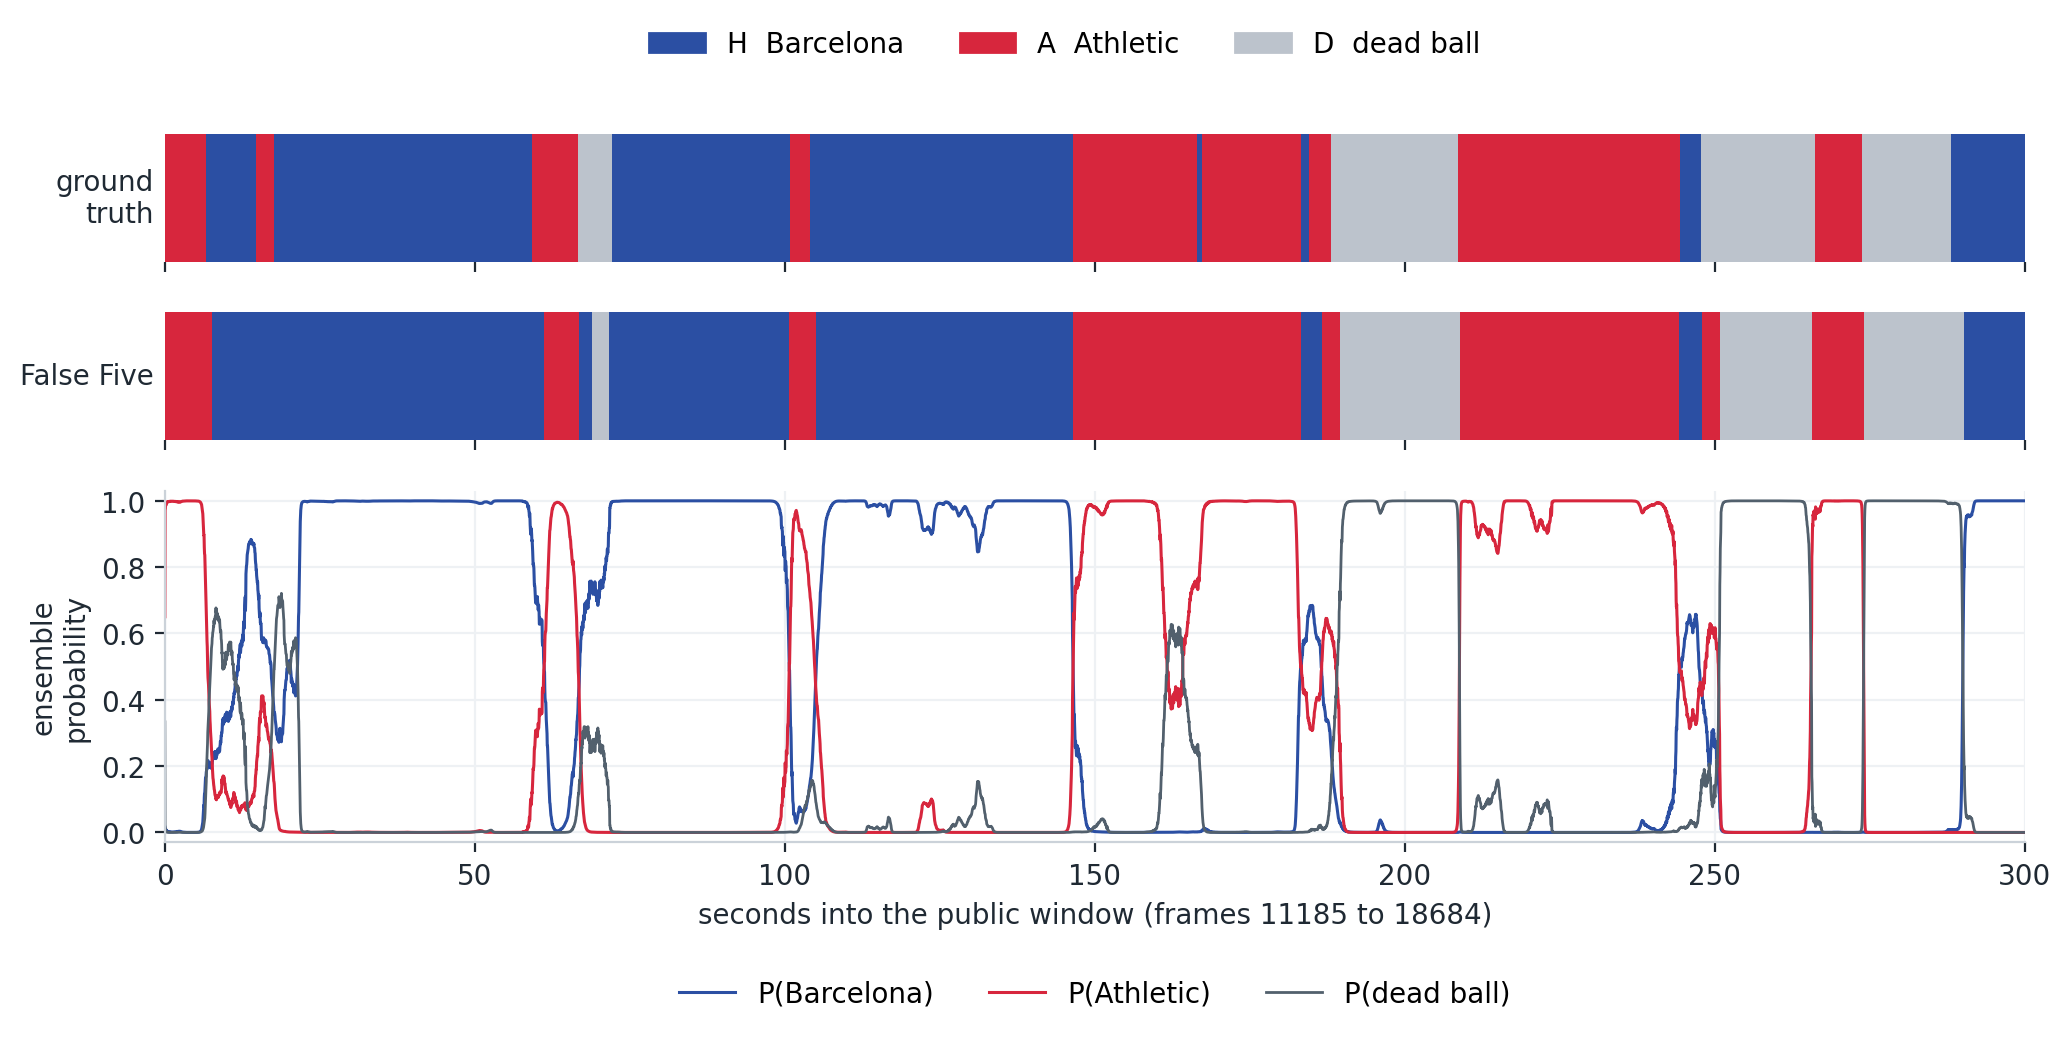 H  Barcelona
A  Athletic
D  dead ball
ground
truth
False Five
ensemble
probability
1.0
0.8
0.6
0.4
0.2
0.0
0
50
100
150
200
250
300
seconds into the public window (frames 11185 to 18684)
P(Barcelona)
P(Athletic)
P(dead ball)